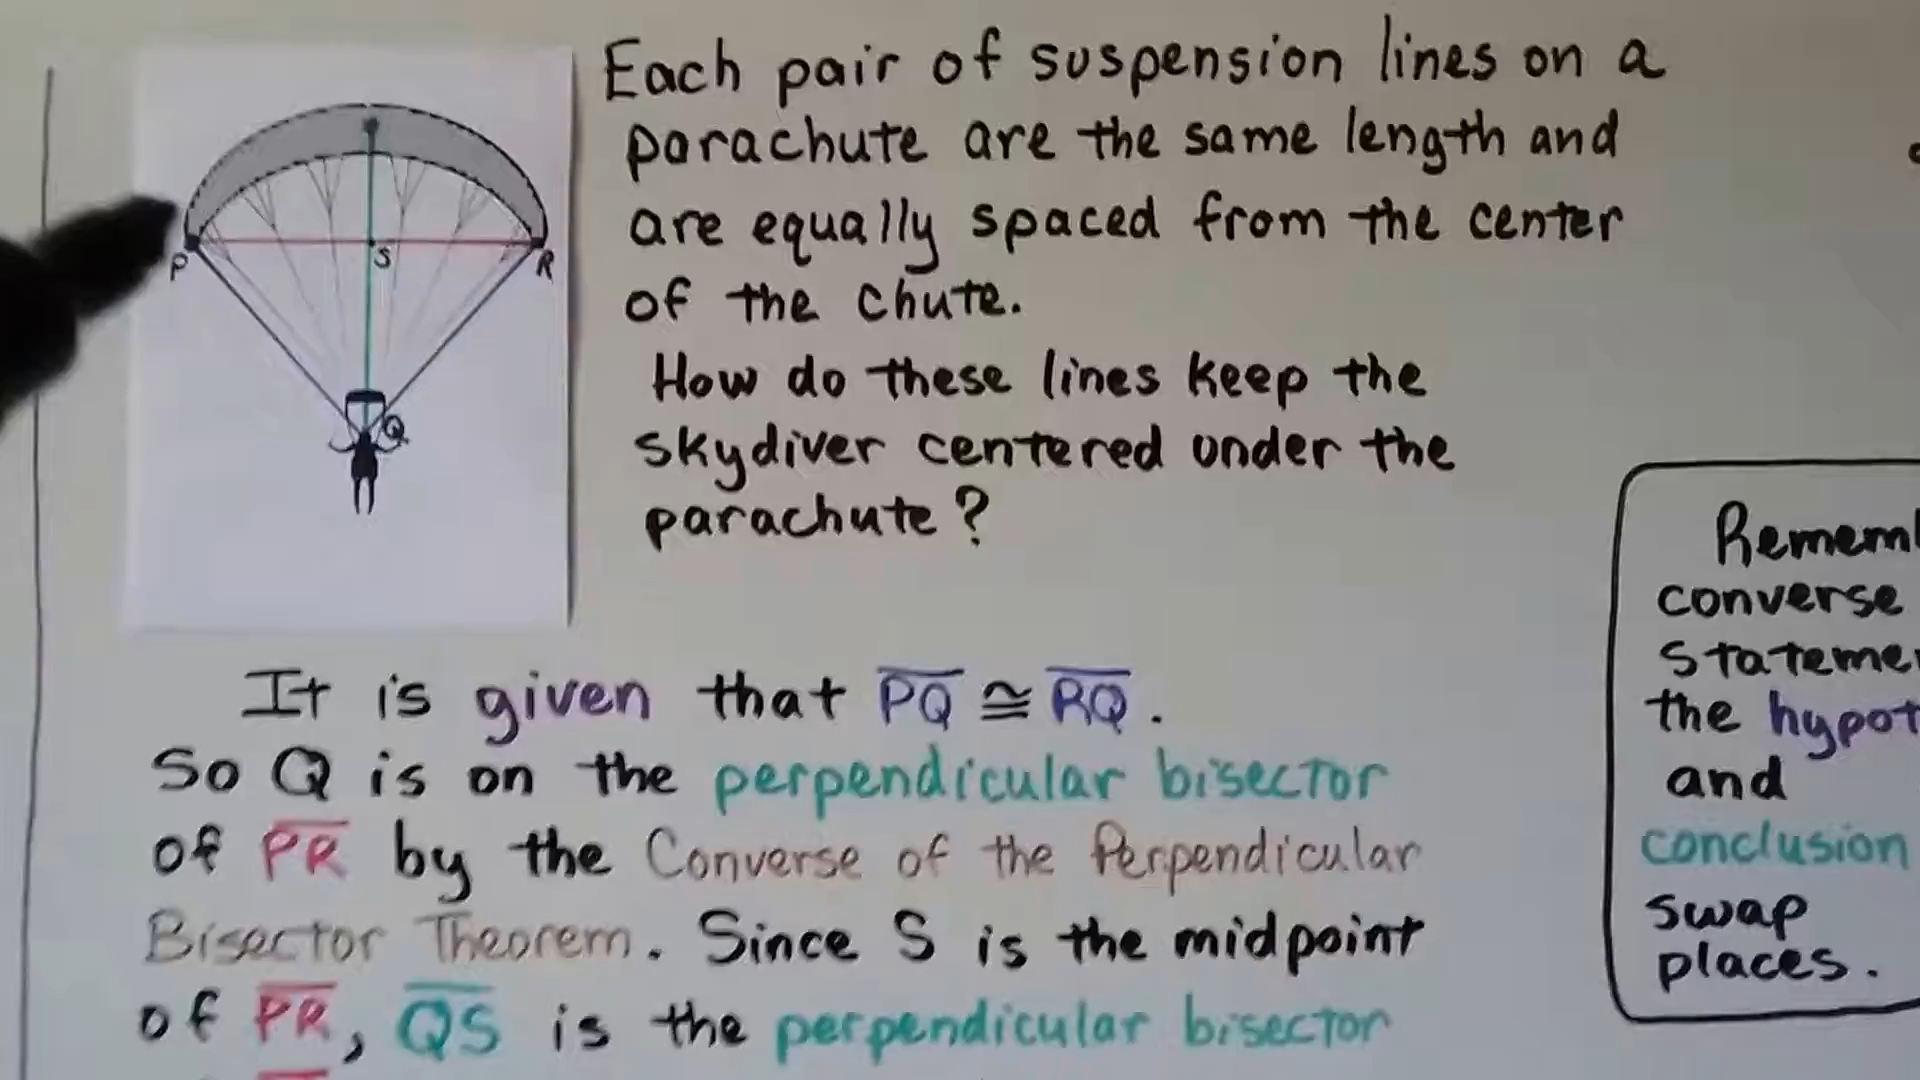 Each pair of suspension lines on a
parachute are the same length and
are equally spaced from the center
of the chute.
How do these lines keep the
skydiver centered under the
parachute?
P
S
R
Q
It is given that PQ ≅ RQ.
So Q is on the perpendicular bisector
of PR by the Converse of the Perpendicular
Bisector Theorem. Since S is the midpoint
of PR, QS is the perpendicular bisector
converse
the
and
conclusion
swap
places.